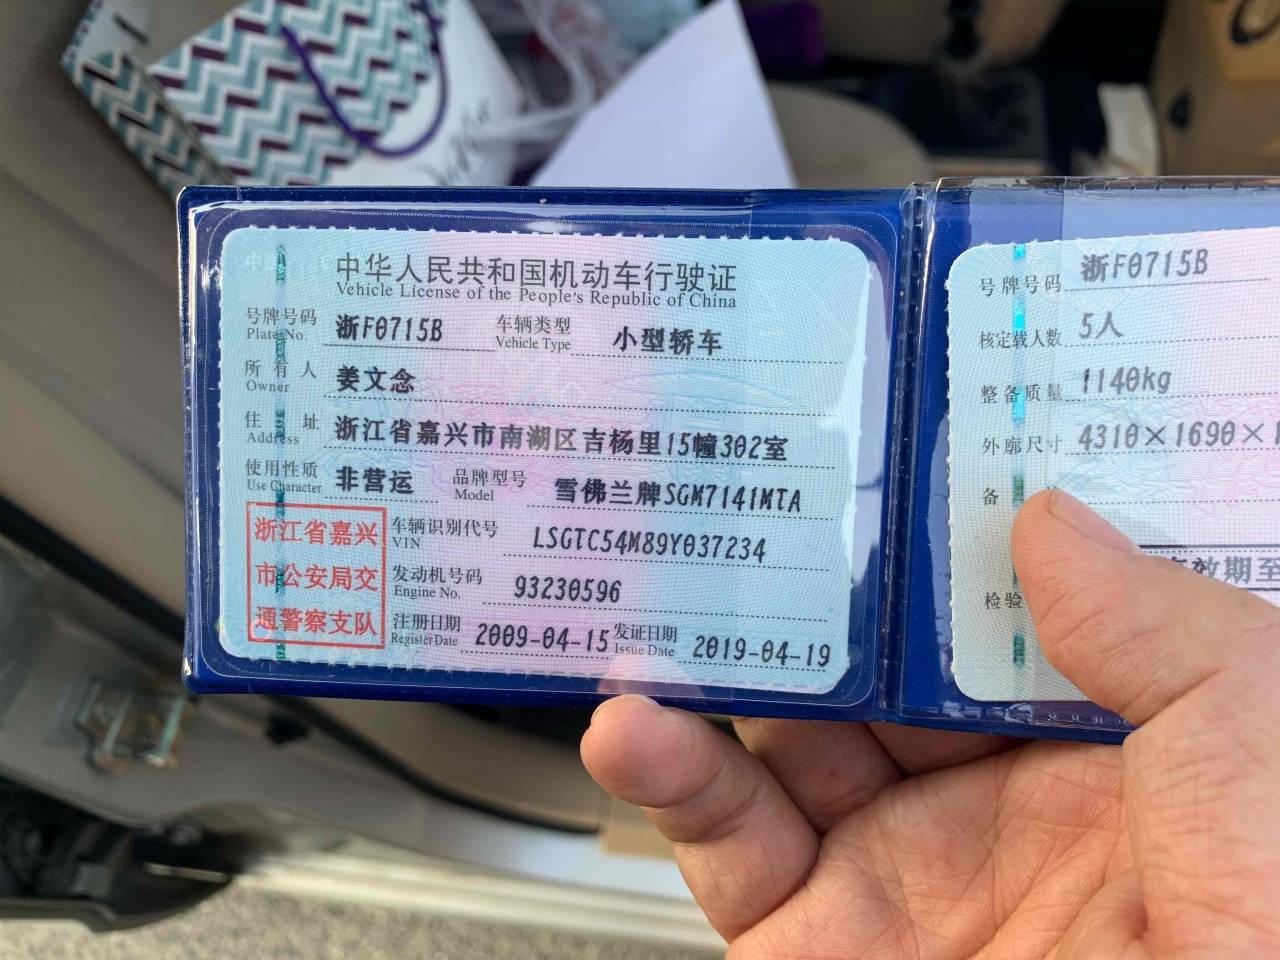 中华人民共和国机动车行驶证
Vehicle License of the People's Republic of China
号牌号码 浙F0715B 车辆类型 小型轿车
Plate No. Vehicle Type
所有人 姜文念
Owner
住址 浙江省嘉兴市南湖区吉杨里15幢302室
Address
使用性质 非营运 品牌型号 雪佛兰牌SGM7141MTA
Use Character Model
浙江省嘉兴
市公安局交
通警察支队
车辆识别代号 LSGTC54M89Y037234
VIN
发动机号码 93230596
Engine No.
注册日期 2009-04-15 发证日期 2019-04-19
Register Date Issue Date
号牌号码 浙F0715B
核定载人数 5人
整备质量 1140kg
外廓尺寸 4310×1690×
备
效期至
检验